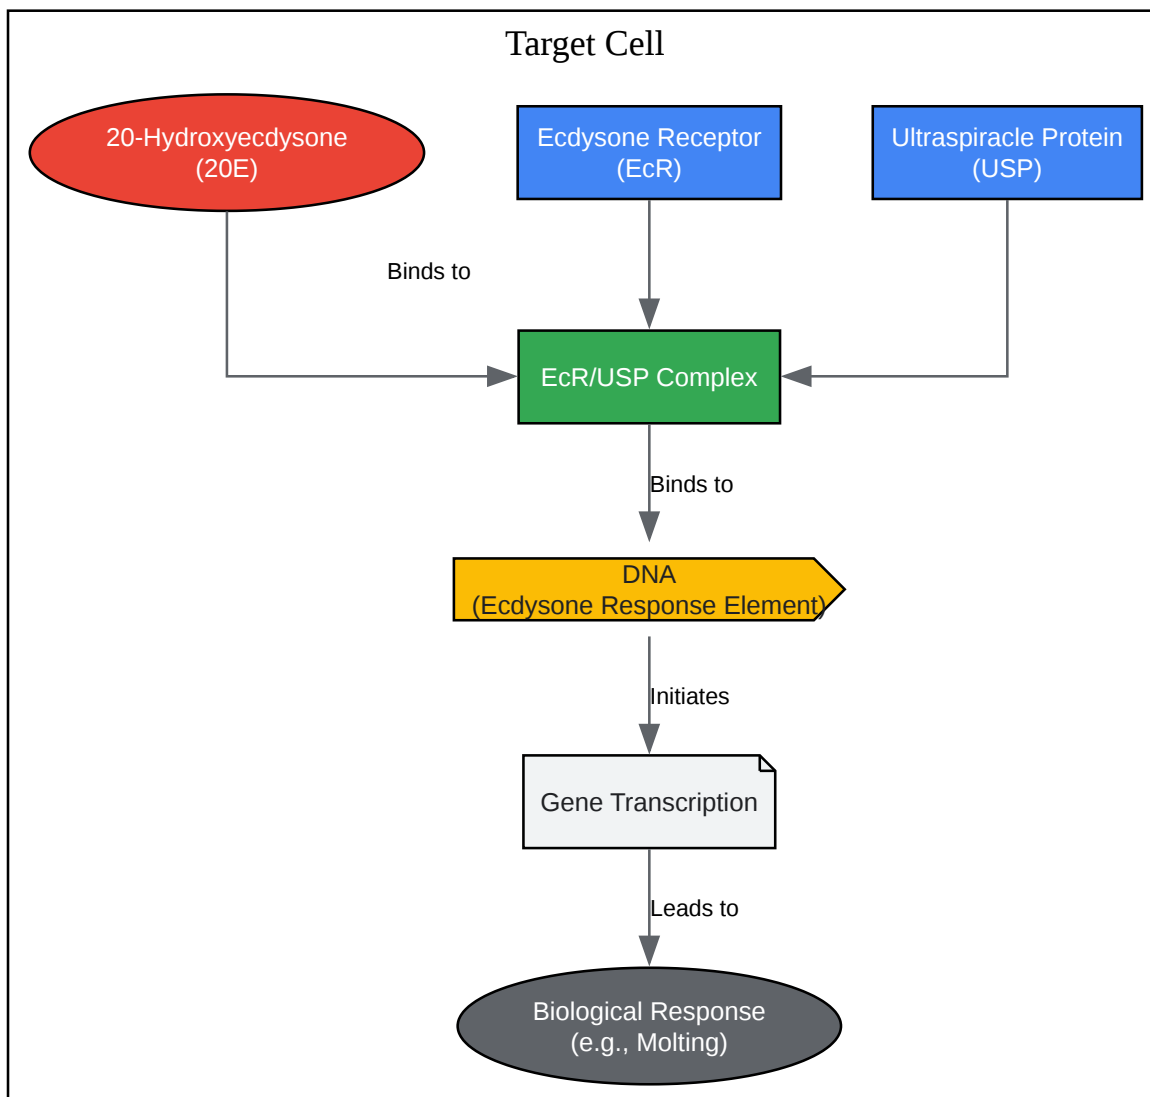 Target Cell
20-Hydroxyecdysone
(20E)
Ecdysone Receptor
(EcR)
Ultraspiracle Protein
(USP)
Binds to
EcR/USP Complex
Binds to
DNA
(Ecdysone Response Element)
Initiates
Gene Transcription
Leads to
Biological Response
(e.g., Molting)